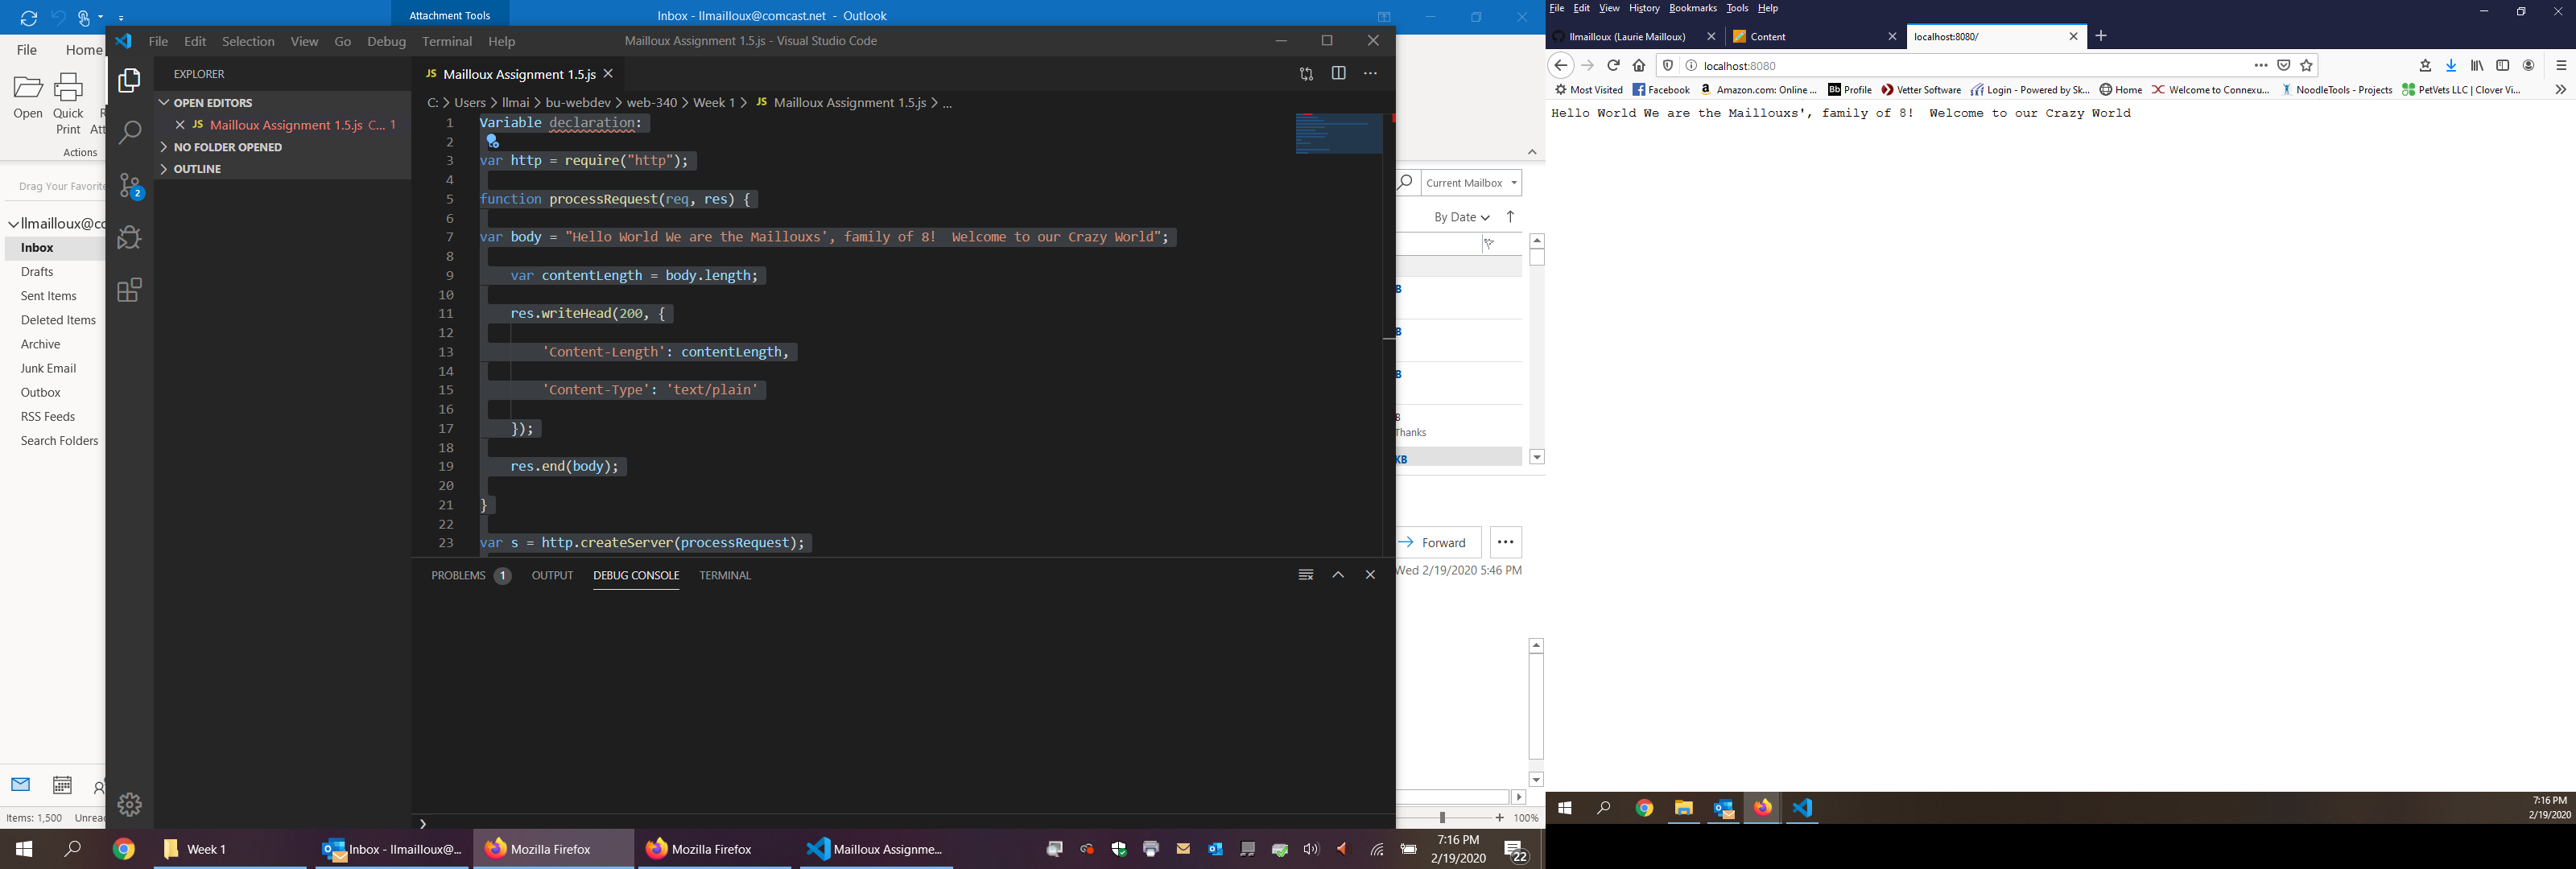 Attachment Tools
Inbox - llmailloux@comcast.net - Outlook
File
Home
Open
Quick
Print
Att
Actions
Drag Your Favorite
llmailloux@co
Inbox
Drafts
Sent Items
Deleted Items
Archive
Junk Email
Outbox
RSS Feeds
Search Folders
Items: 1,500 Unrea
File Edit Selection View Go Debug Terminal Help
Mailloux Assignment 1.5.js - Visual Studio Code
EXPLORER
OPEN EDITORS
JS Mailloux Assignment 1.5.js C... 1
NO FOLDER OPENED
OUTLINE
2
JS Mailloux Assignment 1.5.js
C: > Users > llmai > bu-webdev > web-340 > Week 1 > JS Mailloux Assignment 1.5.js > ...
1 Variable declaration:
2
3 var http = require("http");
4
5 function processRequest(req, res) {
6
7 var body = "Hello World We are the Maillouxs', family of 8!  Welcome to our Crazy World";
8
9 var contentLength = body.length;
10
11 res.writeHead(200, {
12
13 'Content-Length': contentLength,
14
15 'Content-Type': 'text/plain'
16
17 });
18
19 res.end(body);
20
21 }
22
23 var s = http.createServer(processRequest);
PROBLEMS 1 OUTPUT DEBUG CONSOLE TERMINAL
Current Mailbox
By Date
B
B
B
8
Thanks
KB
Forward
Wed 2/19/2020 5:46 PM
100%
Week 1
Inbox - llmailloux@...
Mozilla Firefox
Mozilla Firefox
Mailloux Assignme...
7:16 PM
2/19/2020
22
File Edit View History Bookmarks Tools Help
llmailloux (Laurie Mailloux)
Content
localhost:8080/
localhost:8080
Most Visited
Facebook
Amazon.com: Online ...
Bb Profile
Vetter Software
Login - Powered by Sk...
Home
Welcome to Connexu...
NoodleTools - Projects
PetVets LLC | Clover Vi...
Hello World We are the Maillouxs', family of 8!  Welcome to our Crazy World
7:16 PM
2/19/2020